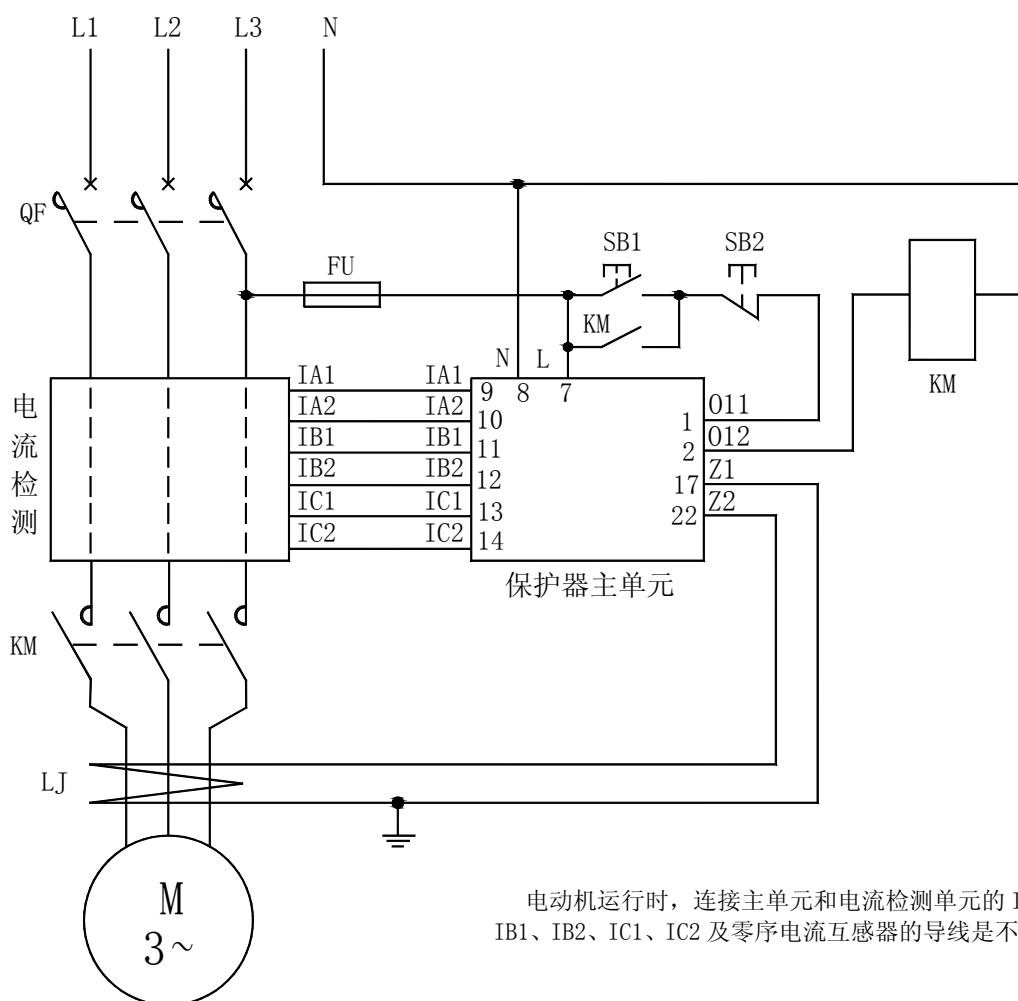 L1 L2 L3 N
QF
FU
SB1 SB2
KM
KM
N L
9 8 7
电流检测
IA1 IA1
IA2 IA2 10
IB1 IB1 11
IB2 IB2 12
IC1 IC1 13
IC2 IC2 14
1 O11
2 O12
17 Z1
22 Z2
保护器主单元
KM
LJ
M
3~
电动机运行时，连接主单元和电流检测单元的 I
IB1、IB2、IC1、IC2 及零序电流互感器的导线是不